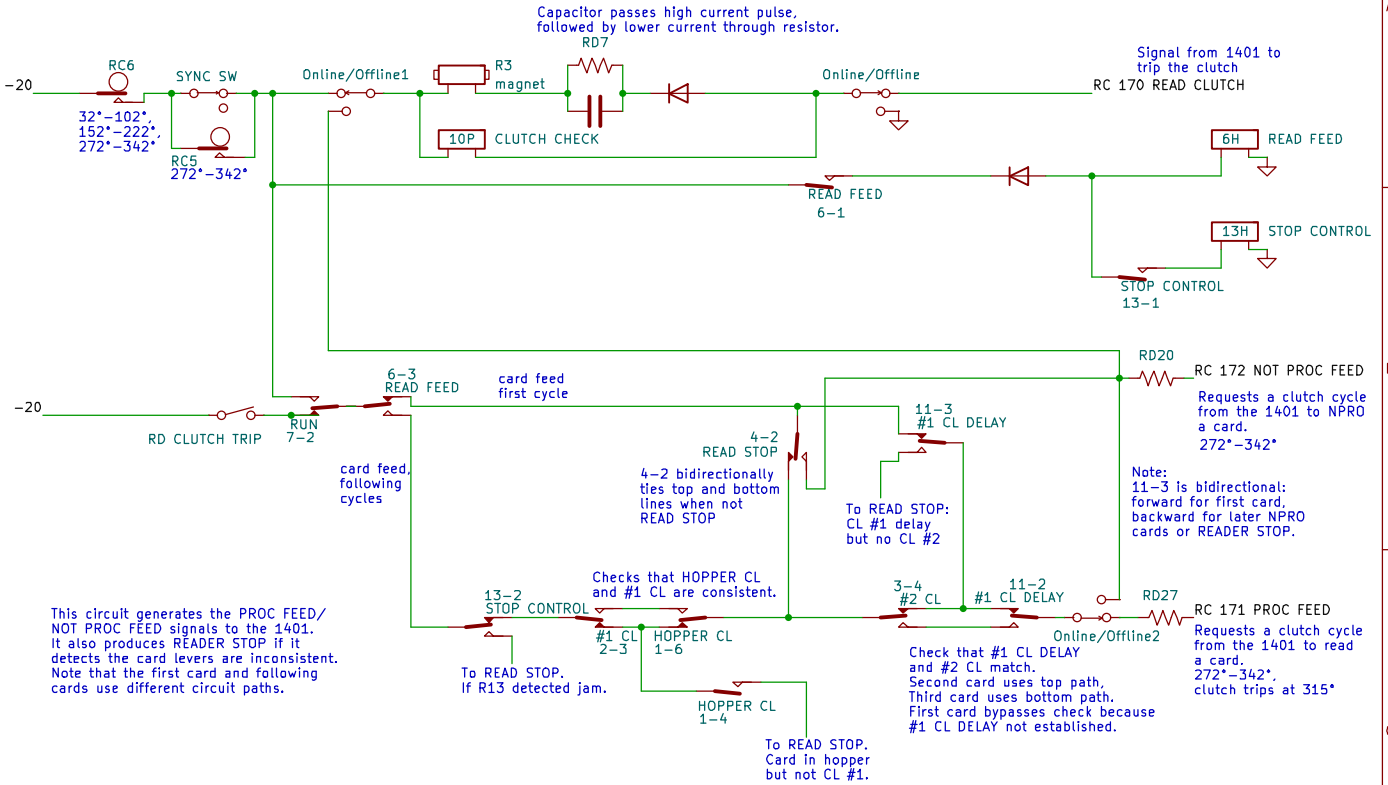 Capacitor passes high current pulse,
followed by lower current through resistor.
RD7
Signal from 1401 to
trip the clutch
RC 170 READ CLUTCH
-20
RC6
SYNC SW
Online/Offline1
R3
magnet
Online/Offline
32°-102°,
152°-222°,
272°-342°
RC5
272°-342°
10P
CLUTCH CHECK
6H
READ FEED
READ FEED
6-1
13H
STOP CONTROL
STOP CONTROL
13-1
RD20
RC 172 NOT PROC FEED
Requests a clutch cycle
from the 1401 to NPRO
a card.
272°-342°
-20
RD CLUTCH TRIP
RUN
7-2
6-3
READ FEED
card feed
first cycle
card feed,
following
cycles
4-2
READ STOP
4-2 bidirectionally
ties top and bottom
lines when not
READ STOP
11-3
#1 CL DELAY
To READ STOP:
CL #1 delay
but no CL #2
Note:
11-3 is bidirectional:
forward for first card,
backward for later NPRO
cards or READER STOP.
This circuit generates the PROC FEED/
NOT PROC FEED signals to the 1401.
It also produces READER STOP if it
detects the card levers are inconsistent.
Note that the first card and following
cards use different circuit paths.
13-2
STOP CONTROL
To READ STOP.
If R13 detected jam.
Checks that HOPPER CL
and #1 CL are consistent.
#1 CL
2-3
HOPPER CL
1-6
HOPPER CL
1-4
To READ STOP.
Card in hopper
but not CL #1.
3-4
#2 CL
11-2
#1 CL DELAY
Check that #1 CL DELAY
and #2 CL match.
Second card uses top path,
Third card uses bottom path.
First card bypasses check because
#1 CL DELAY not established.
Online/Offline2
RD27
RC 171 PROC FEED
Requests a clutch cycle
from the 1401 to read
a card.
272°-342°,
clutch trips at 315°